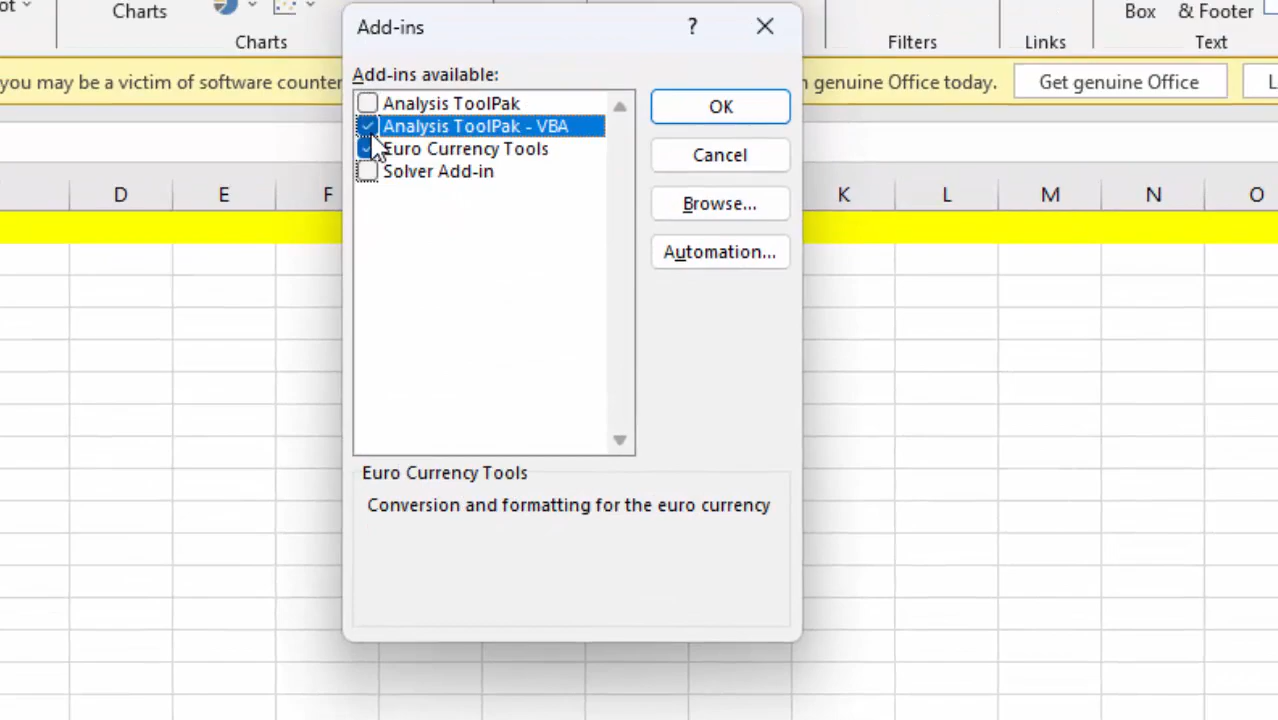 ot
Charts
Charts
Filters
Links
Box
& Footer
Text
you may be a victim of software counter
n genuine Office today.
Get genuine Office
L
Add-ins
?
Add-ins available:
Analysis ToolPak
Analysis ToolPak - VBA
Euro Currency Tools
Solver Add-in
OK
Cancel
Browse...
Automation...
D
E
F
K
L
M
N
O
Euro Currency Tools
Conversion and formatting for the euro currency